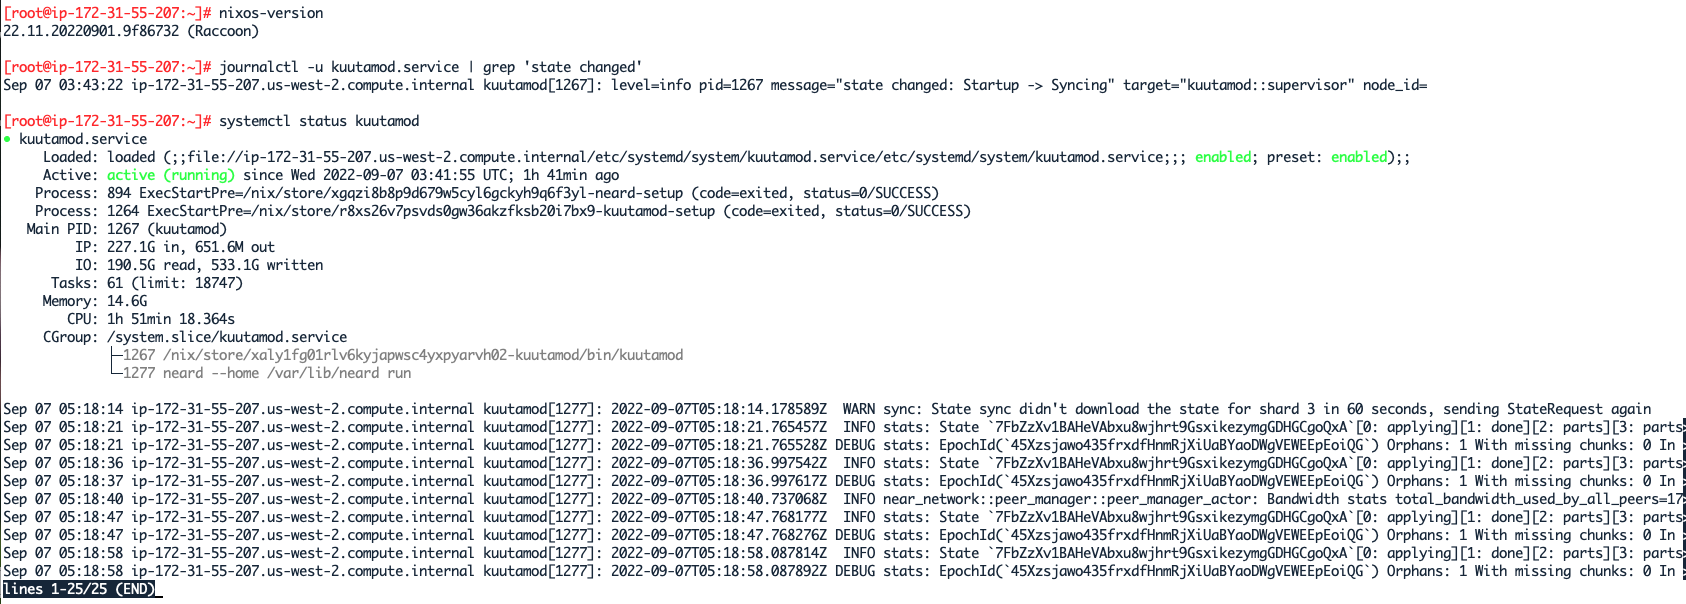 [root@ip-172-31-55-207:~]# nixos-version
22.11.20220901.9f86732 (Raccoon)
[root@ip-172-31-55-207:~]# journalctl -u kuutamod.service | grep 'state changed'
Sep 07 03:43:22 ip-172-31-55-207.us-west-2.compute.internal kuutamod[1267]: level=info pid=1267 message="state changed: Startup -> Syncing" target="kuutamod::supervisor" node_id=
[root@ip-172-31-55-207:~]# systemctl status kuutamod
● kuutamod.service
Loaded: loaded (;;file://ip-172-31-55-207.us-west-2.compute.internal/etc/systemd/system/kuutamod.service/etc/systemd/system/kuutamod.service;;; enabled; preset: enabled);;
Active: active (running) since Wed 2022-09-07 03:41:55 UTC; 1h 41min ago
Process: 894 ExecStartPre=/nix/store/xgqzi8b8p9d679w5cyl6gckyh9q6f3yl-neard-setup (code=exited, status=0/SUCCESS)
Process: 1264 ExecStartPre=/nix/store/r8xs26v7psvds0gw36akzfksb20i7bx9-kuutamod-setup (code=exited, status=0/SUCCESS)
Main PID: 1267 (kuutamod)
IP: 227.1G in, 651.6M out
IO: 190.5G read, 533.1G written
Tasks: 61 (limit: 18747)
Memory: 14.6G
CPU: 1h 51min 18.364s
CGroup: /system.slice/kuutamod.service
├─1267 /nix/store/xaly1fg01rlv6kyjapwsc4yxpyarvh02-kuutamod/bin/kuutamod
└─1277 neard --home /var/lib/neard run
Sep 07 05:18:14 ip-172-31-55-207.us-west-2.compute.internal kuutamod[1277]: 2022-09-07T05:18:14.178589Z  WARN sync: State sync didn't download the state for shard 3 in 60 seconds, sending StateRequest again
Sep 07 05:18:21 ip-172-31-55-207.us-west-2.compute.internal kuutamod[1277]: 2022-09-07T05:18:21.765457Z  INFO stats: State `7FbZzXv1BAHeVAbxu8wjhrt9GsxikezymgGDHGCgoQxA`[0: applying][1: done][2: parts][3: parts>
Sep 07 05:18:21 ip-172-31-55-207.us-west-2.compute.internal kuutamod[1277]: 2022-09-07T05:18:21.765528Z DEBUG stats: EpochId(`45Xzsjawo435frxdfHnmRjXiUaBYaoDWgVEWEEpEoiQG`) Orphans: 1 With missing chunks: 0 In >
Sep 07 05:18:36 ip-172-31-55-207.us-west-2.compute.internal kuutamod[1277]: 2022-09-07T05:18:36.997542Z  INFO stats: State `7FbZzXv1BAHeVAbxu8wjhrt9GsxikezymgGDHGCgoQxA`[0: applying][1: done][2: parts][3: parts>
Sep 07 05:18:37 ip-172-31-55-207.us-west-2.compute.internal kuutamod[1277]: 2022-09-07T05:18:36.997617Z DEBUG stats: EpochId(`45Xzsjawo435frxdfHnmRjXiUaBYaoDWgVEWEEpEoiQG`) Orphans: 1 With missing chunks: 0 In >
Sep 07 05:18:40 ip-172-31-55-207.us-west-2.compute.internal kuutamod[1277]: 2022-09-07T05:18:40.737068Z  INFO near_network::peer_manager::peer_manager_actor: Bandwidth stats total_bandwidth_used_by_all_peers=17>
Sep 07 05:18:47 ip-172-31-55-207.us-west-2.compute.internal kuutamod[1277]: 2022-09-07T05:18:47.768177Z  INFO stats: State `7FbZzXv1BAHeVAbxu8wjhrt9GsxikezymgGDHGCgoQxA`[0: applying][1: done][2: parts][3: parts>
Sep 07 05:18:47 ip-172-31-55-207.us-west-2.compute.internal kuutamod[1277]: 2022-09-07T05:18:47.768276Z DEBUG stats: EpochId(`45Xzsjawo435frxdfHnmRjXiUaBYaoDWgVEWEEpEoiQG`) Orphans: 1 With missing chunks: 0 In >
Sep 07 05:18:58 ip-172-31-55-207.us-west-2.compute.internal kuutamod[1277]: 2022-09-07T05:18:58.087814Z  INFO stats: State `7FbZzXv1BAHeVAbxu8wjhrt9GsxikezymgGDHGCgoQxA`[0: applying][1: done][2: parts][3: parts>
Sep 07 05:18:58 ip-172-31-55-207.us-west-2.compute.internal kuutamod[1277]: 2022-09-07T05:18:58.087892Z DEBUG stats: EpochId(`45Xzsjawo435frxdfHnmRjXiUaBYaoDWgVEWEEpEoiQG`) Orphans: 1 With missing chunks: 0 In >
lines 1-25/25 (END)